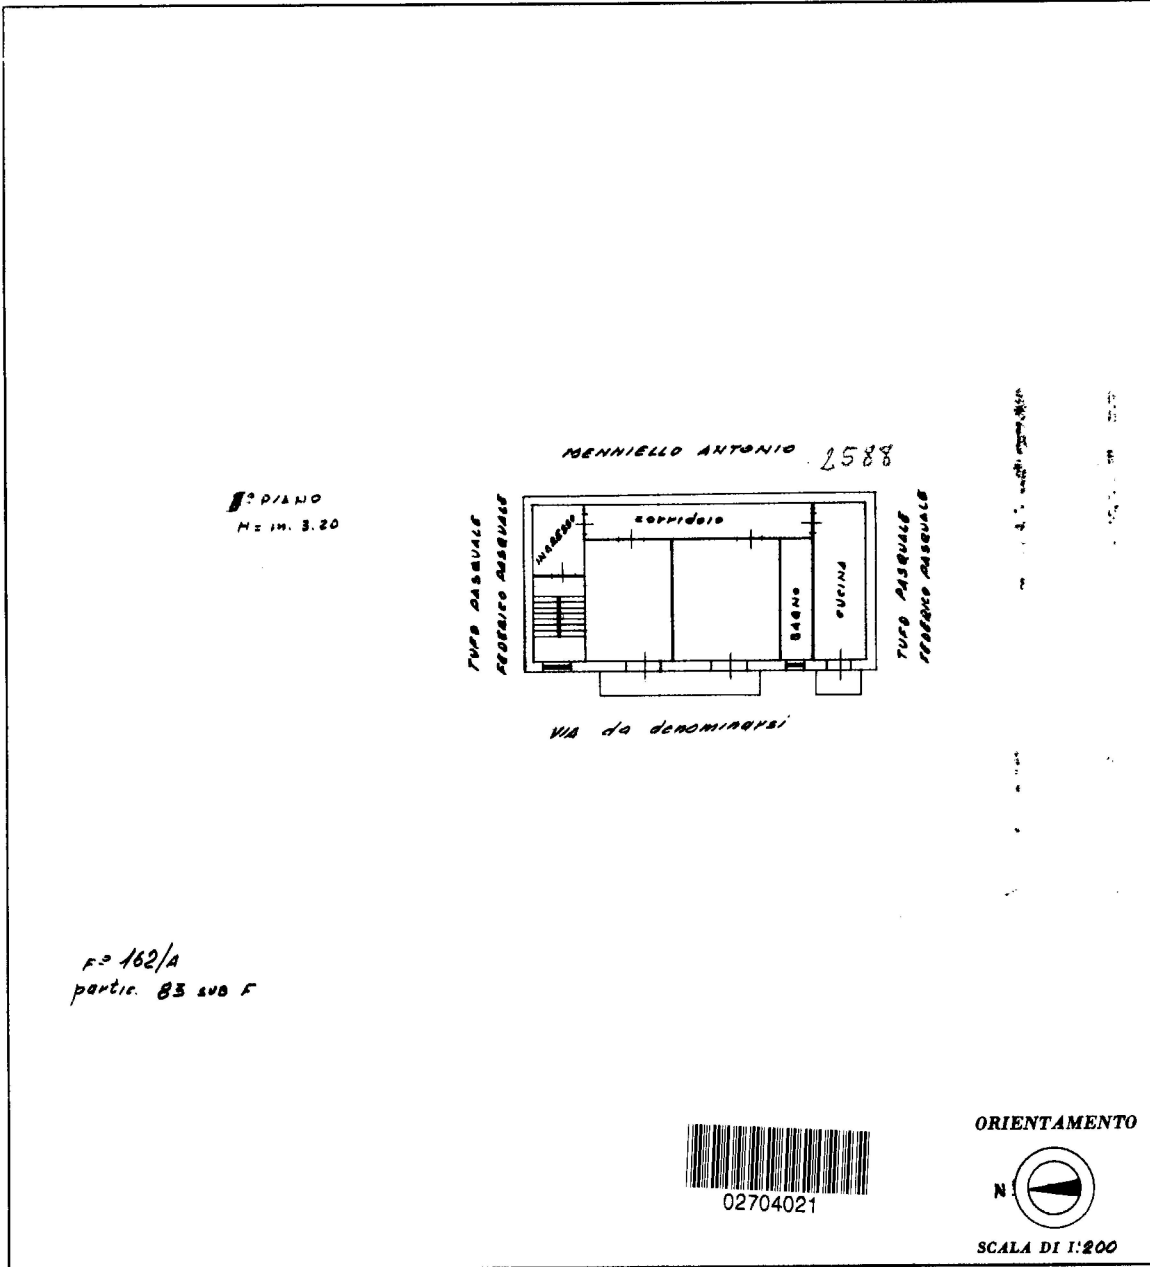 MENNIELLO ANTONIO 2588
° PIANO
H = m. 3.20
TUFO PASQUALE
FEDERICO PASQUALE
INGRESSO
corridoio
BAGNO
CUCINA
TUFO PASQUALE
FEDERICO PASQUALE
VIA da denominarsi
F° 162/A
partic. 83 SUB F
02704021
ORIENTAMENTO
N
SCALA DI 1:200